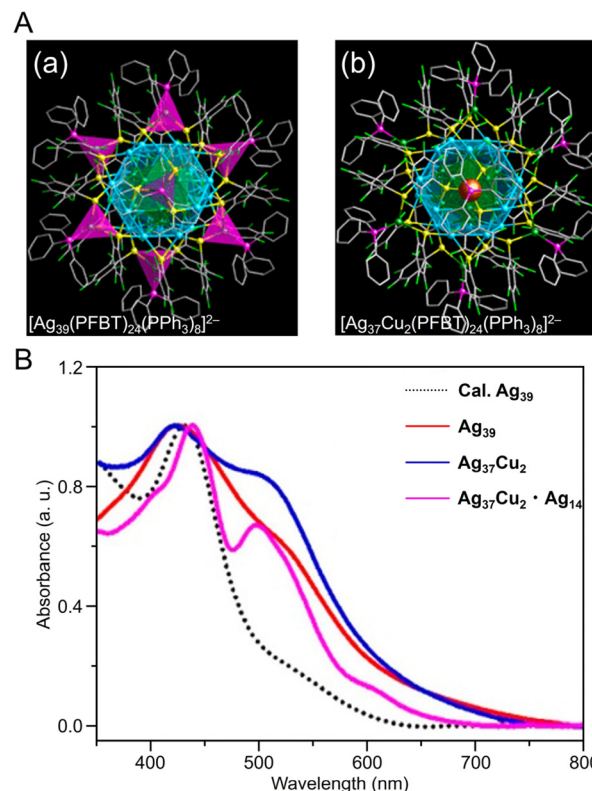 A
(a)
(b)
[Ag₃₉(PFBT)₂₄(PPh₃)₈]²⁻
[Ag₃₇Cu₂(PFBT)₂₄(PPh₃)₈]²⁻
B
1.2
0.8
0.4
0.0
Absorbance (a. u.)
Cal. Ag₃₉
Ag₃₉
Ag₃₇Cu₂
Ag₃₇Cu₂・Ag₁₄
400 500 600 700 800
Wavelength (nm)